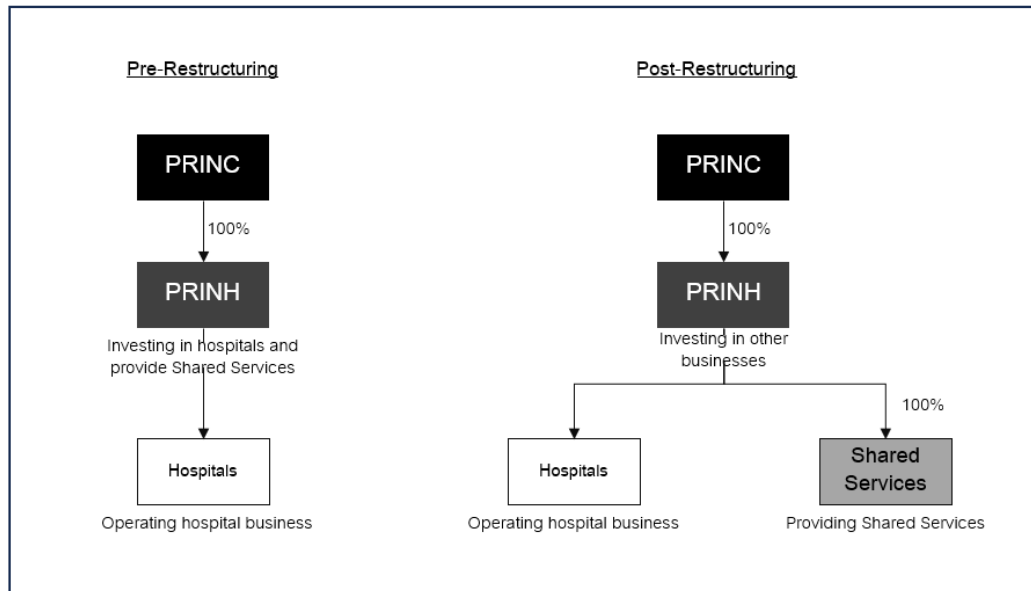 Pre-Restructuring
PRINC
100%
PRINH
Investing in hospitals and
provide Shared Services
Hospitals
Operating hospital business
Post-Restructuring
PRINC
100%
PRINH
Investing in other
businesses
100%
Hospitals
Operating hospital business
Shared
Services
Providing Shared Services